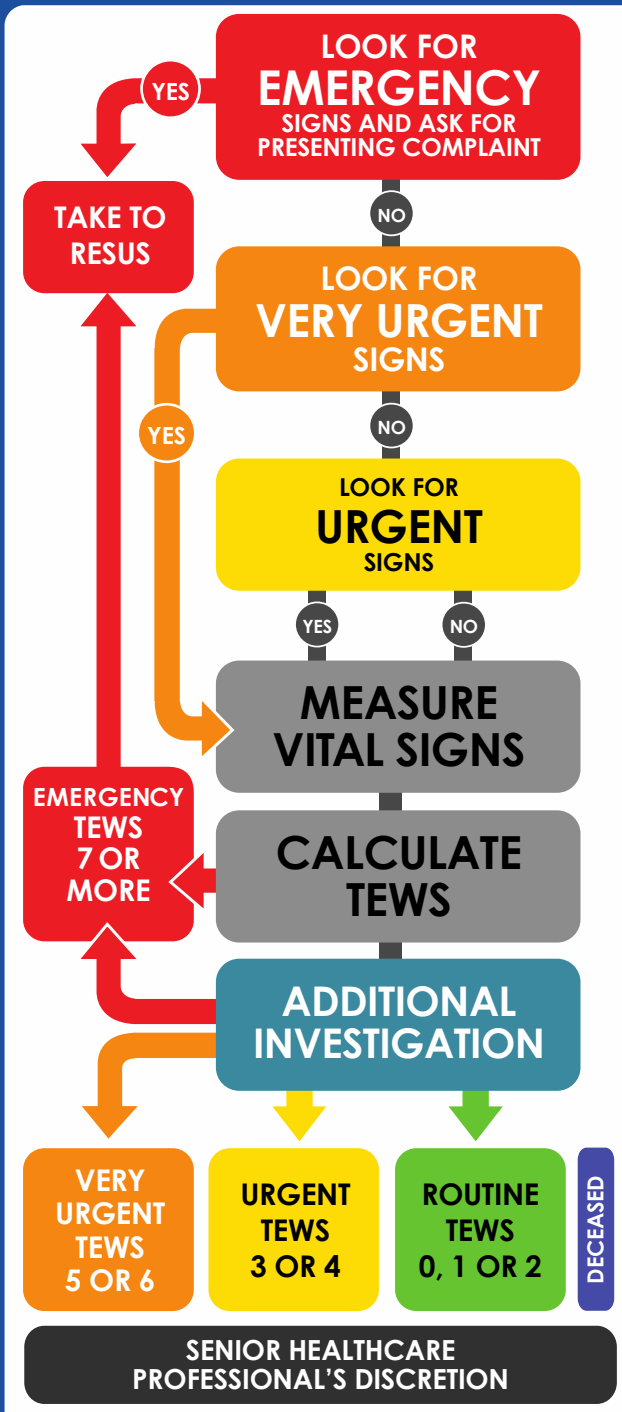 LOOK FOR
EMERGENCY
SIGNS AND ASK FOR
PRESENTING COMPLAINT
YES
NO
TAKE TO
RESUS
LOOK FOR
VERY URGENT
SIGNS
YES
NO
LOOK FOR
URGENT
SIGNS
YES
NO
MEASURE
VITAL SIGNS
EMERGENCY
TEWS
7 OR
MORE
CALCULATE
TEWS
ADDITIONAL
INVESTIGATION
VERY
URGENT
TEWS
5 OR 6
URGENT
TEWS
3 OR 4
ROUTINE
TEWS
0, 1 OR 2
DECEASED
SENIOR HEALTHCARE
PROFESSIONAL'S DISCRETION